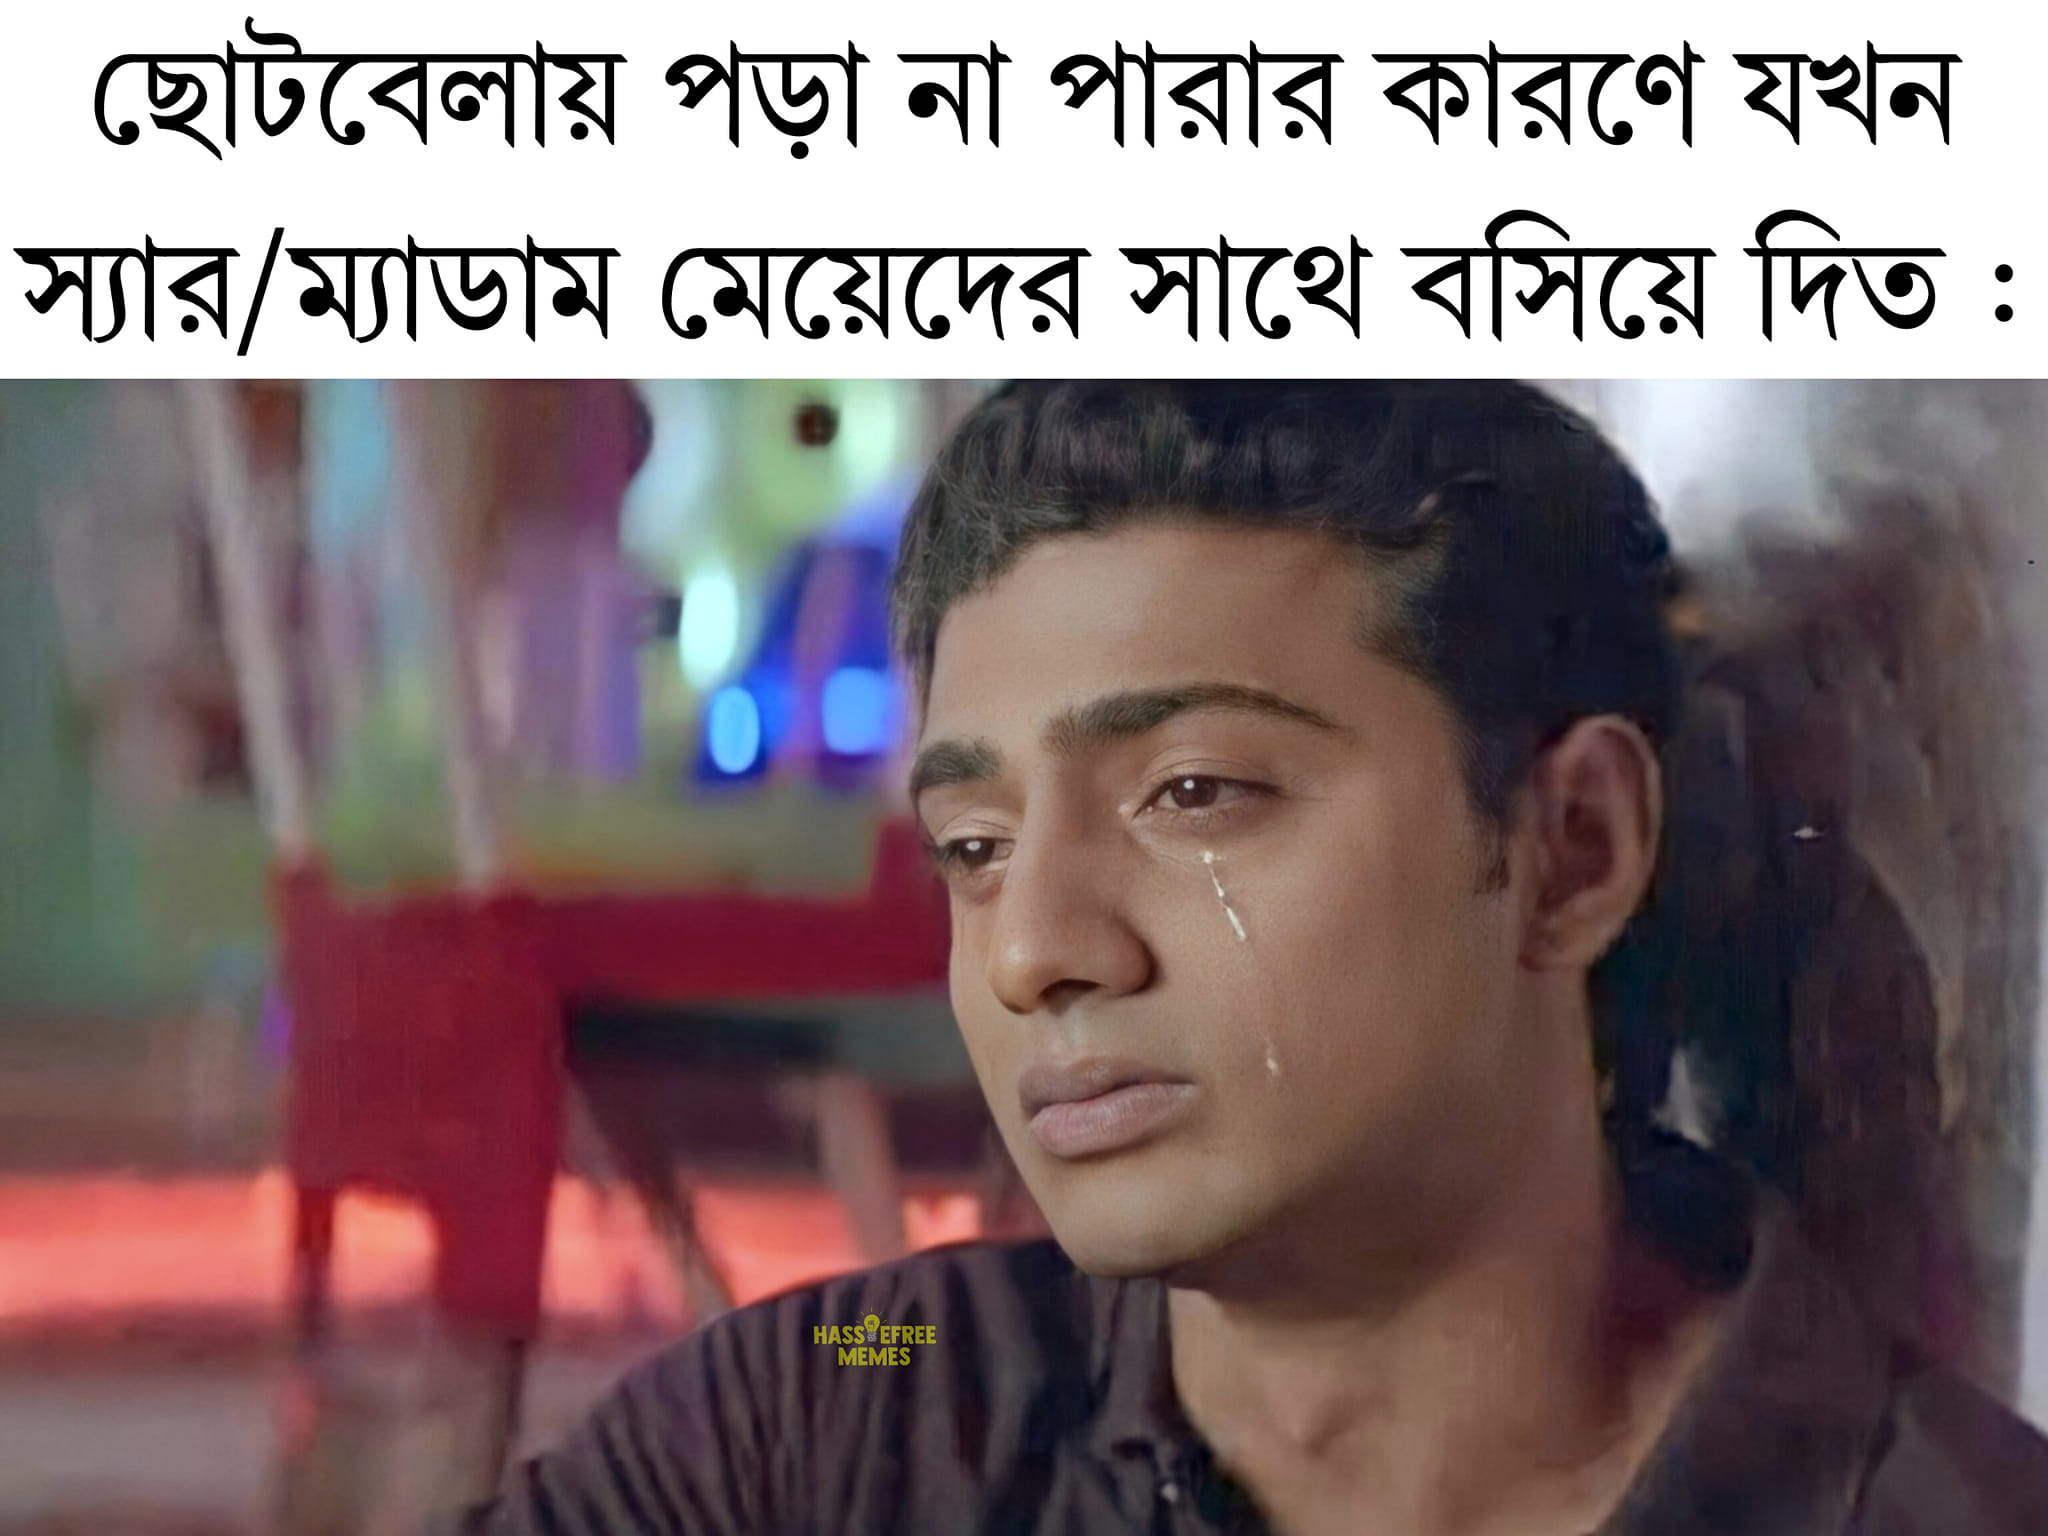 ছোটবেলায় পড়া না পারার কারণে যখন
স্যার/ম্যাডাম মেয়েদের সাথে বসিয়ে দিত :
HASSLEFREE
MEMES